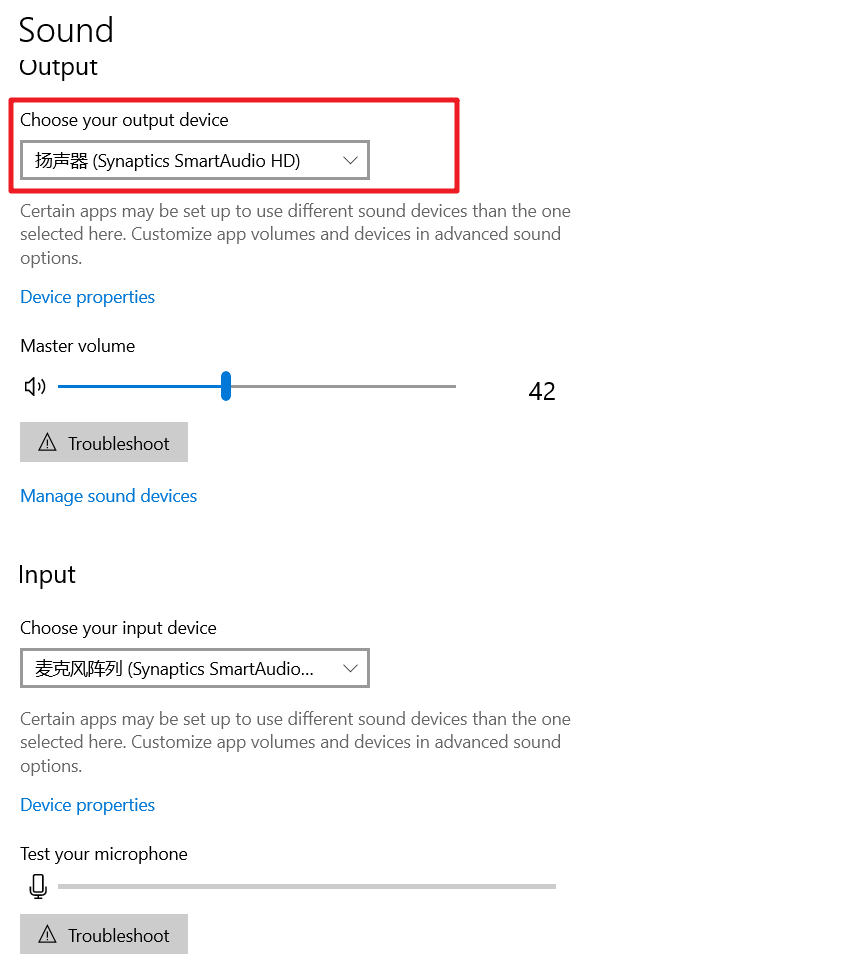 Sound
Output
Choose your output device
扬声器 (Synaptics SmartAudio HD)
Certain apps may be set up to use different sound devices than the one
selected here. Customize app volumes and devices in advanced sound
options.
Device properties
Master volume
42
Troubleshoot
Manage sound devices
Input
Choose your input device
麦克风阵列 (Synaptics SmartAudio...
Certain apps may be set up to use different sound devices than the one
selected here. Customize app volumes and devices in advanced sound
options.
Device properties
Test your microphone
Troubleshoot